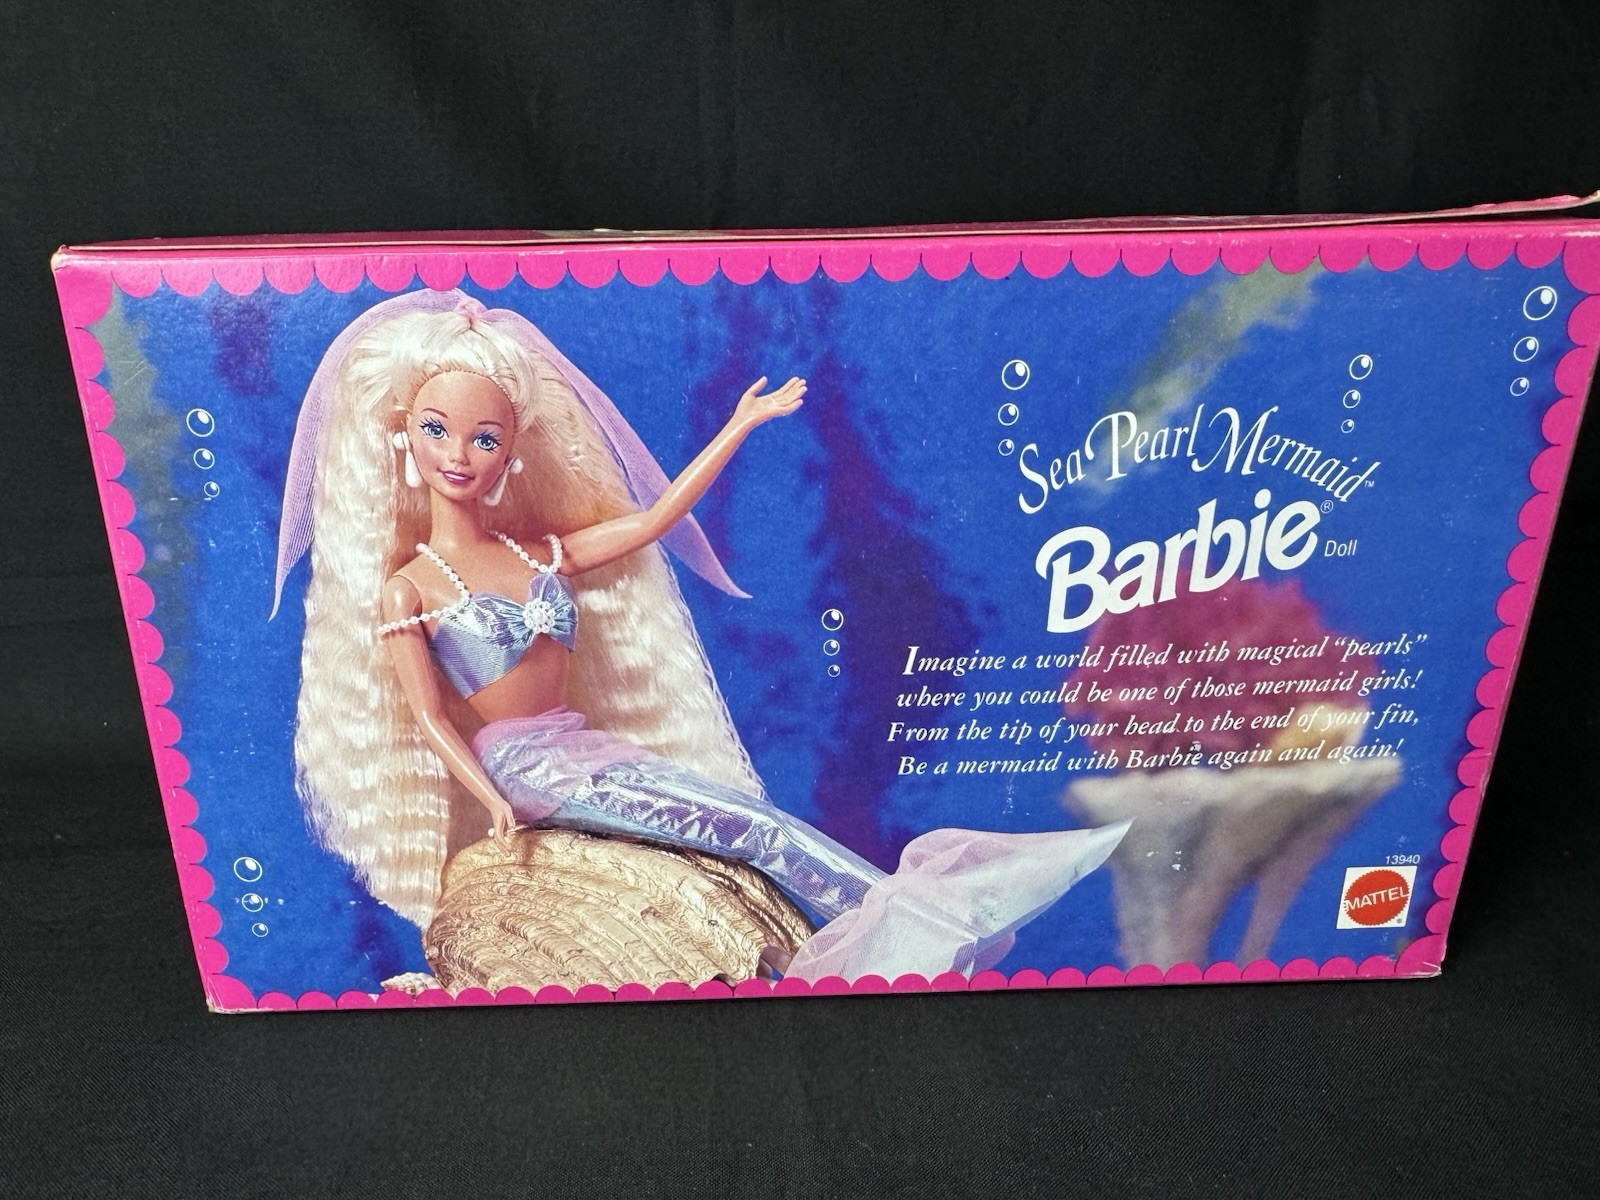 Sea Pearl Mermaid™
Barbie® Doll
Imagine a world filled with magical "pearls"
where you could be one of those mermaid girls!
From the tip of your head to the end of your fin,
Be a mermaid with Barbie again and again!
13940
MATTEL